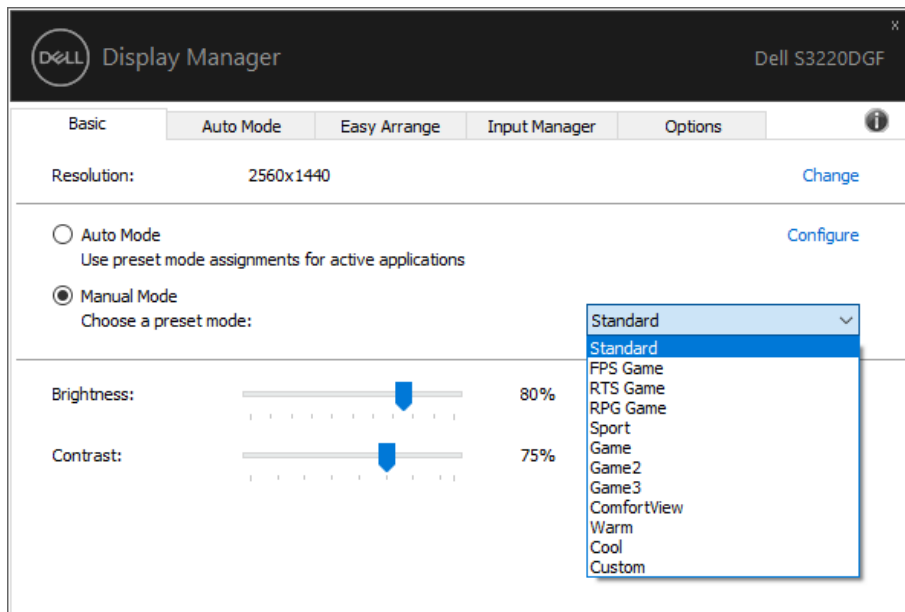 x
DELL Display Manager Dell S3220DGF
Basic Auto Mode Easy Arrange Input Manager Options i
Resolution: 2560x1440 Change
Auto Mode Configure
Use preset mode assignments for active applications
Manual Mode
Choose a preset mode: Standard
Standard
FPS Game
RTS Game
RPG Game
Sport
Game
Game2
Game3
ComfortView
Warm
Cool
Custom
Brightness: 80%
Contrast: 75%